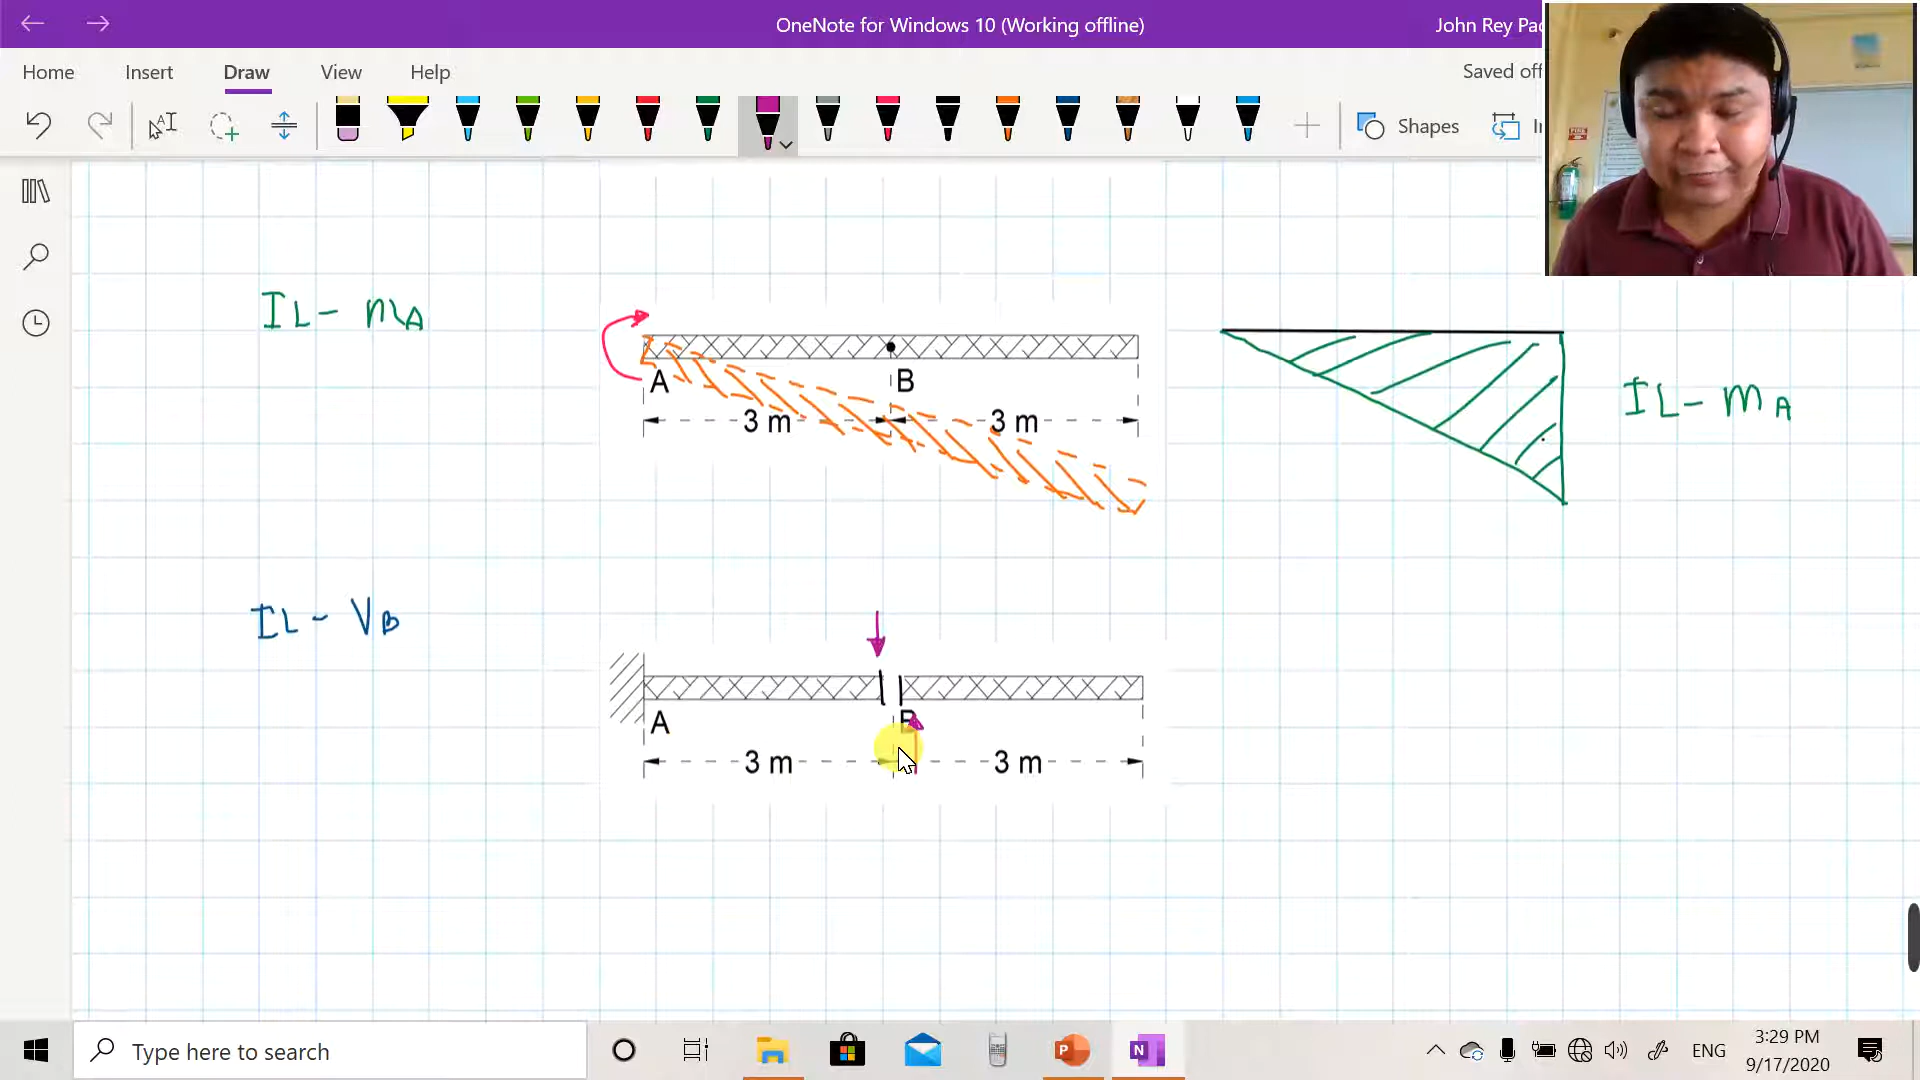 OneNote for Windows 10 (Working offline)
John Rey Pac
Home Insert Draw View Help
Saved off
Shapes
IL - MA
A B
3 m 3 m
IL - MA
IL - VB
A B
3 m 3 m
Type here to search
ENG
3:29 PM
9/17/2020